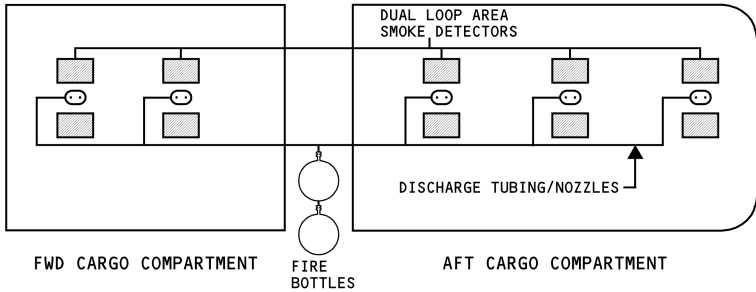 DUAL LOOP AREA
SMOKE DETECTORS
DISCHARGE TUBING/NOZZLES
FWD CARGO COMPARTMENT
FIRE
BOTTLES
AFT CARGO COMPARTMENT